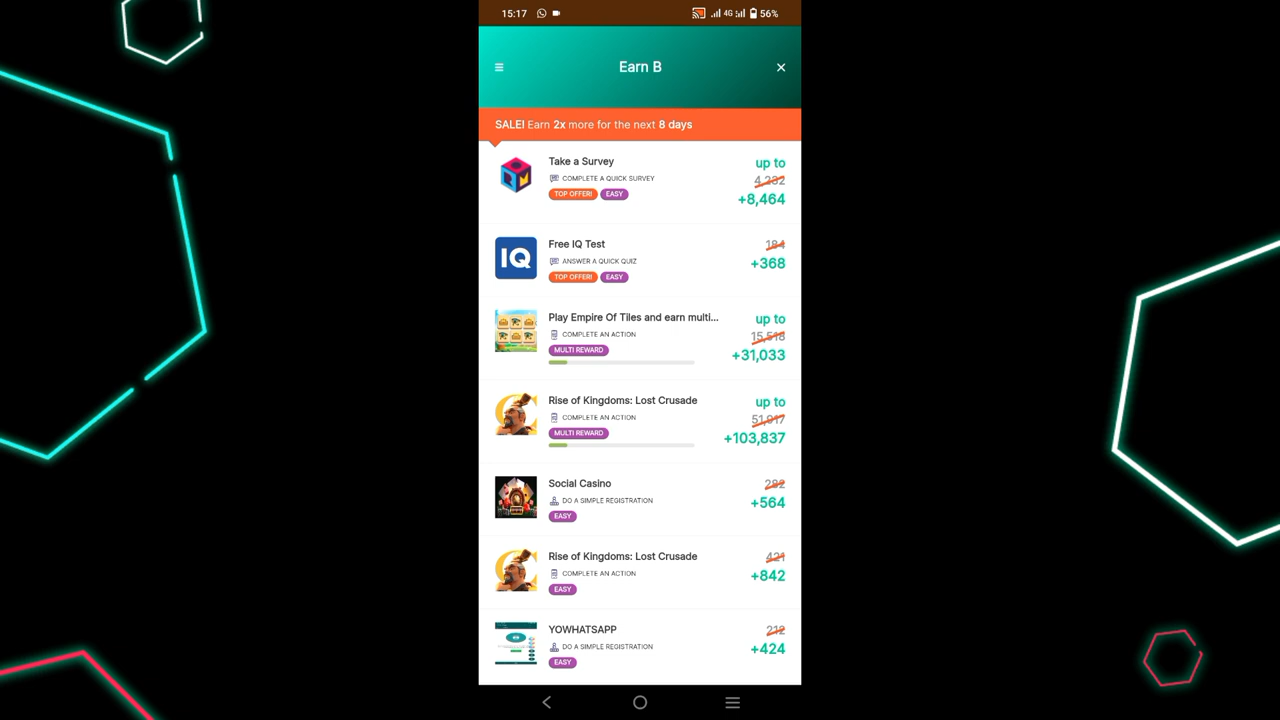 15:17 4G 56%
Earn B
SALE! Earn 2x more for the next 8 days
Take a Survey
COMPLETE A QUICK SURVEY
TOP OFFER! EASY
up to
4,232
+8,464
IQ
Free IQ Test
ANSWER A QUICK QUIZ
TOP OFFER! EASY
184
+368
Play Empire Of Tiles and earn multi...
COMPLETE AN ACTION
MULTI REWARD
up to
15,518
+31,033
Rise of Kingdoms: Lost Crusade
COMPLETE AN ACTION
MULTI REWARD
up to
+103,837
Social Casino
DO A SIMPLE REGISTRATION
EASY
282
+564
Rise of Kingdoms: Lost Crusade
COMPLETE AN ACTION
EASY
421
+842
YOWHATSAPP
DO A SIMPLE REGISTRATION
EASY
212
+424